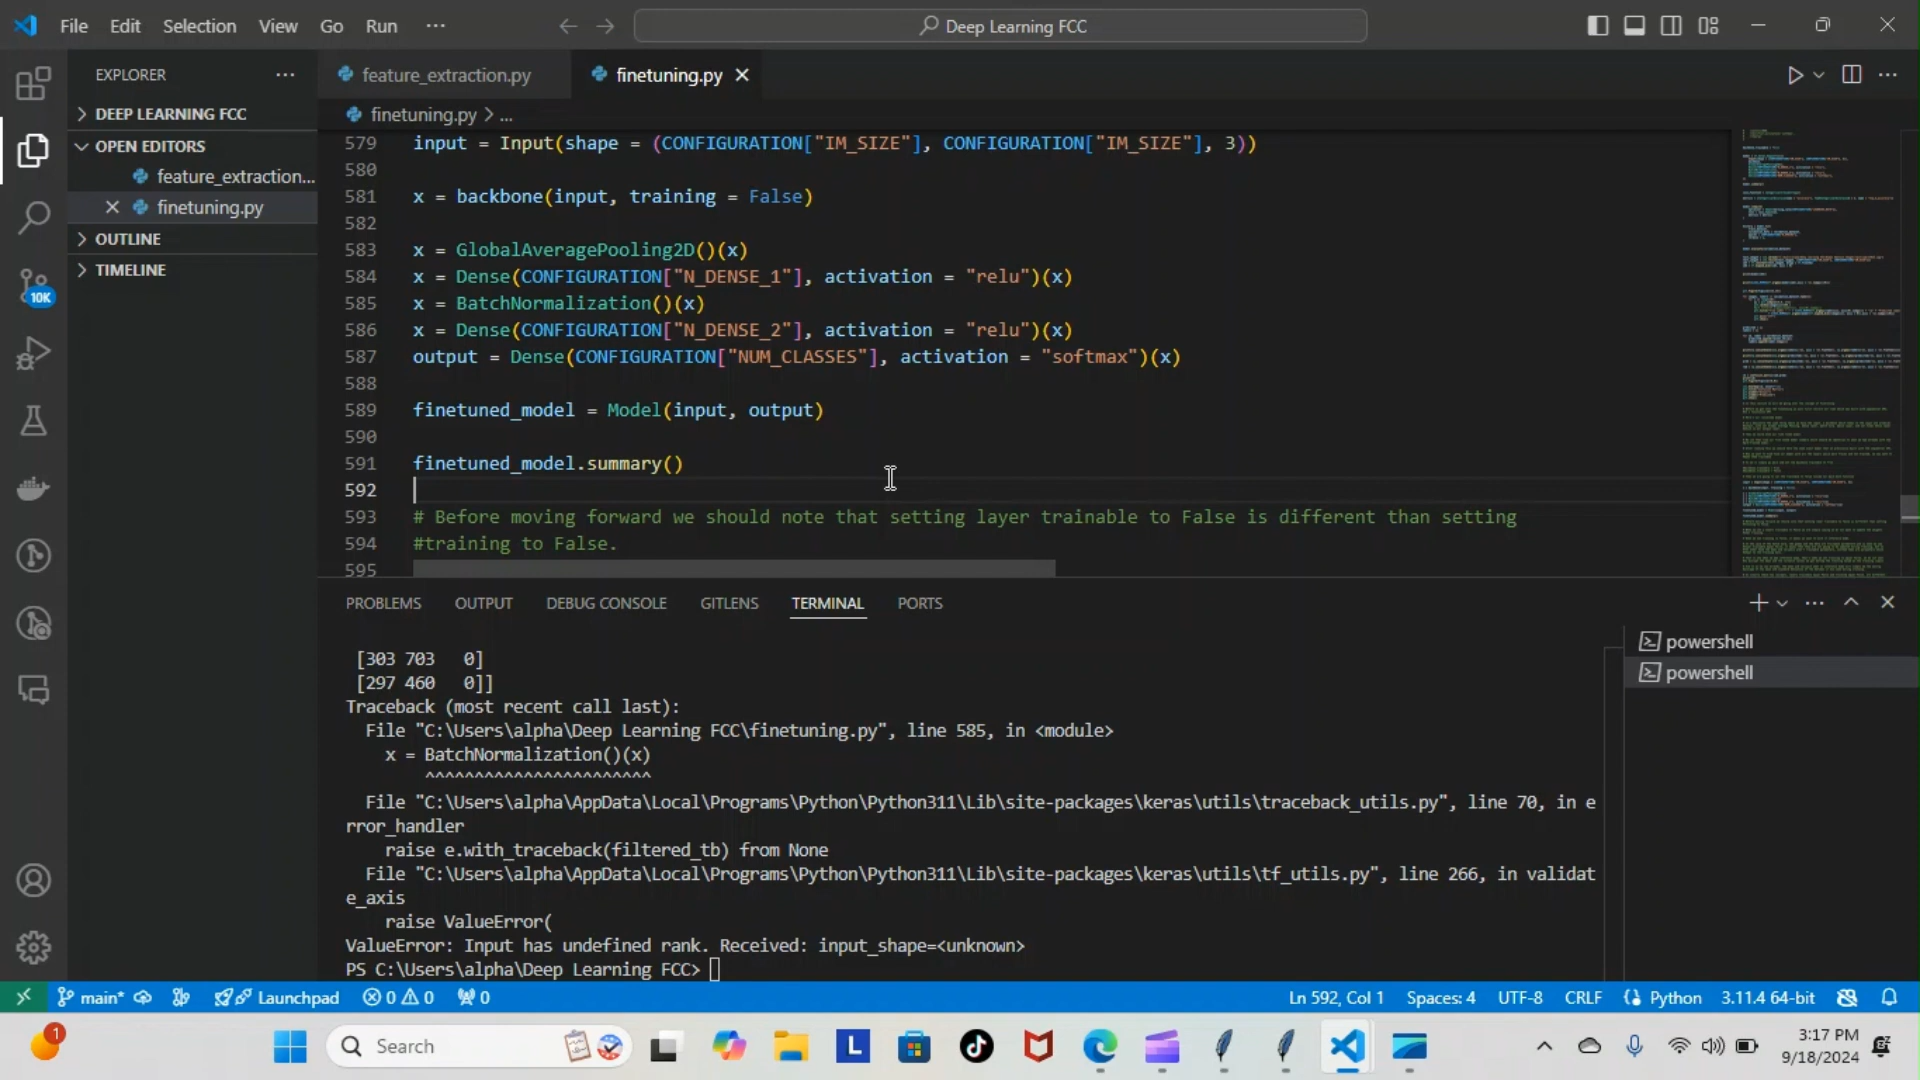 File Edit Selection View Go Run ···
Deep Learning FCC
EXPLORER
feature_extraction.py
finetuning.py
DEEP LEARNING FCC
finetuning.py > ...
OPEN EDITORS
feature_extraction...
finetuning.py
OUTLINE
TIMELINE
10K
579 input = Input(shape = (CONFIGURATION["IM_SIZE"], CONFIGURATION["IM_SIZE"], 3))
580
581 x = backbone(input, training = False)
582
583 x = GlobalAveragePooling2D()(x)
584 x = Dense(CONFIGURATION["N_DENSE_1"], activation = "relu")(x)
585 x = BatchNormalization()(x)
586 x = Dense(CONFIGURATION["N_DENSE_2"], activation = "relu")(x)
587 output = Dense(CONFIGURATION["NUM_CLASSES"], activation = "softmax")(x)
588
589 finetuned_model = Model(input, output)
590
591 finetuned_model.summary()
592
593 # Before moving forward we should note that setting layer trainable to False is different than setting
594 #training to False.
595
PROBLEMS OUTPUT DEBUG CONSOLE GITLENS TERMINAL PORTS
powershell
powershell
[303 703   0]
[297 460   0]]
Traceback (most recent call last):
File "C:\Users\alpha\Deep Learning FCC\finetuning.py", line 585, in <module>
x = BatchNormalization()(x)
^^^^^^^^^^^^^^^^^^^^^^^
File "C:\Users\alpha\AppData\Local\Programs\Python\Python311\Lib\site-packages\keras\utils\traceback_utils.py", line 70, in e
rror_handler
raise e.with_traceback(filtered_tb) from None
File "C:\Users\alpha\AppData\Local\Programs\Python\Python311\Lib\site-packages\keras\utils\tf_utils.py", line 266, in validat
e_axis
raise ValueError(
ValueError: Input has undefined rank. Received: input_shape=<unknown>
PS C:\Users\alpha\Deep Learning FCC>
main* Launchpad 0 0 0
Ln 592, Col 1 Spaces: 4 UTF-8 CRLF Python 3.11.4 64-bit
1
Search
L
3:17 PM
9/18/2024